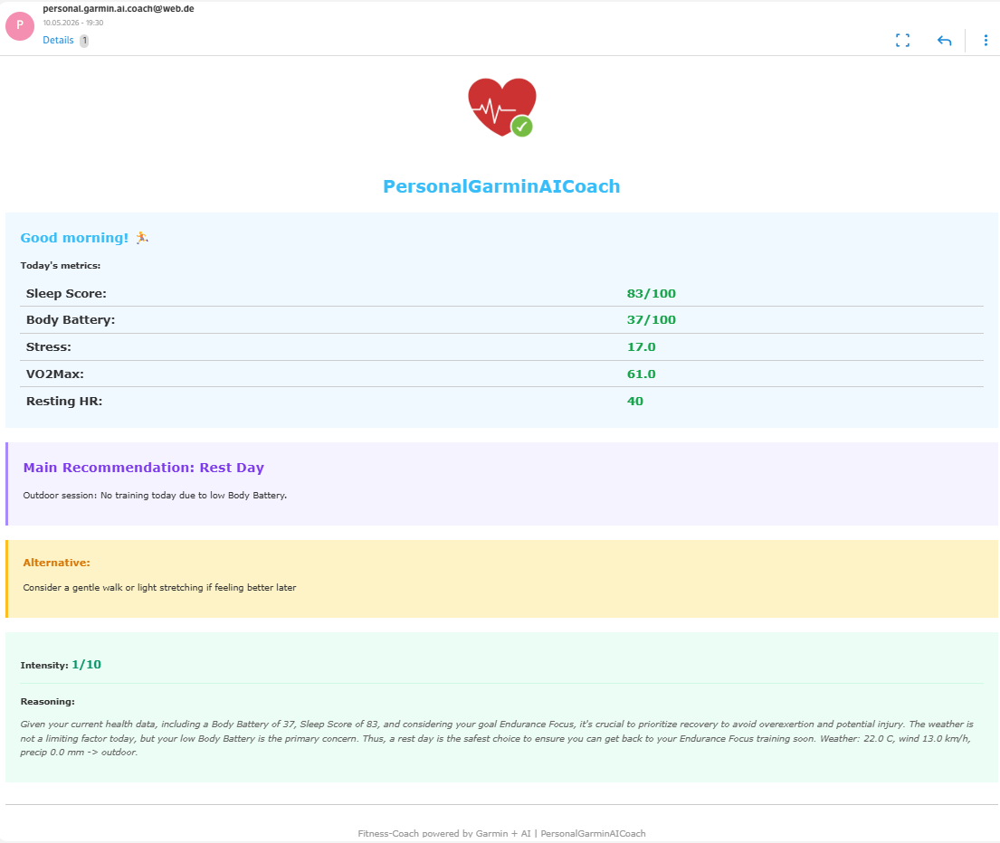 personal.garmin.ai.coach@web.de
P
10.05.2026 - 19:30
Details 1
PersonalGarminAICoach
Good morning! 🏃
Today's metrics:
Sleep Score: 83/100
Body Battery: 37/100
Stress: 17.0
VO2Max: 61.0
Resting HR: 40
Main Recommendation: Rest Day
Outdoor session: No training today due to low Body Battery.
Alternative:
Consider a gentle walk or light stretching if feeling better later
Intensity: 1/10
Reasoning:
Given your current health data, including a Body Battery of 37, Sleep Score of 83, and considering your goal Endurance Focus, it's crucial to prioritize recovery to avoid overexertion and potential injury. The weather is
not a limiting factor today, but your low Body Battery is the primary concern. Thus, a rest day is the safest choice to ensure you can get back to your Endurance Focus training soon. Weather: 22.0 C, wind 13.0 km/h,
precip 0.0 mm -> outdoor.
Fitness-Coach powered by Garmin + AI | PersonalGarminAICoach